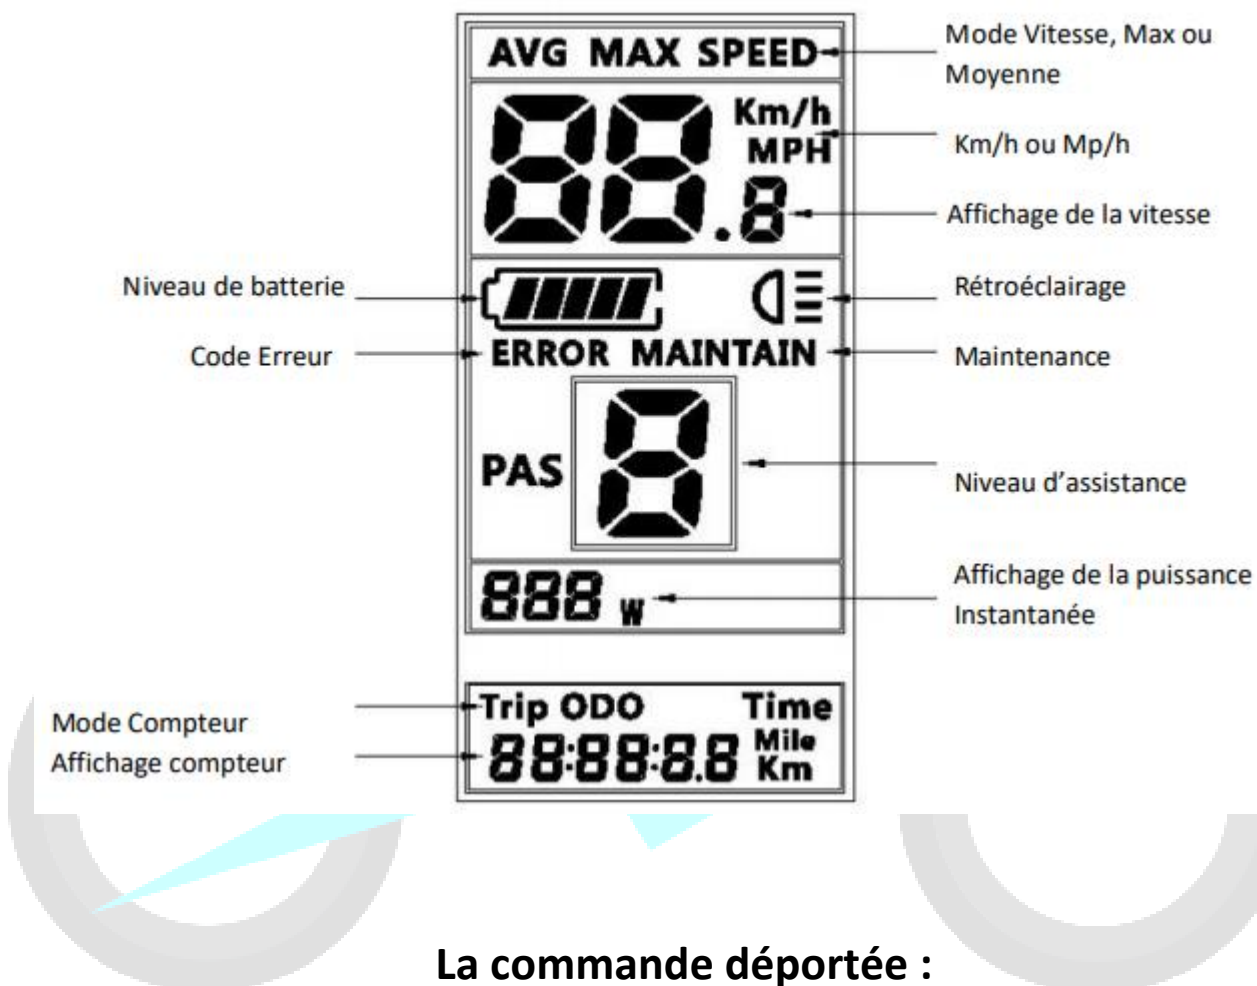 AVG MAX SPEED
Mode Vitesse, Max ou
Moyenne
88.8
Km/h
MPH
Km/h ou Mp/h
Affichage de la vitesse
Niveau de batterie
Rétroéclairage
Code Erreur
ERROR MAINTAIN
Maintenance
PAS
8
Niveau d’assistance
888 W
Affichage de la puissance
Instantanée
Mode Compteur
Trip ODO Time
Affichage compteur
88:88:8.8
Mile
Km
La commande déportée :